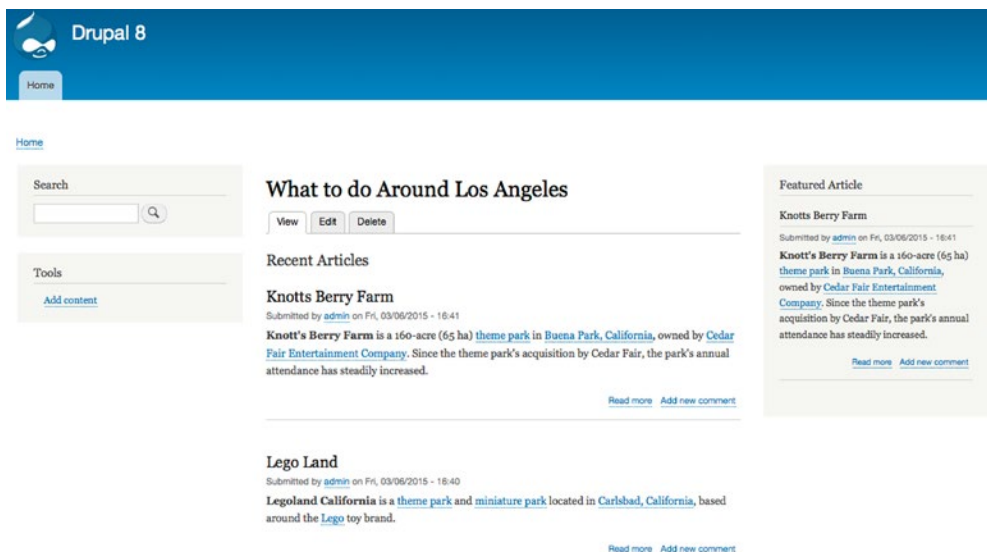 Drupal 8
Home
Home
Search
Tools
Add content
What to do Around Los Angeles
View Edit Delete
Recent Articles
Knotts Berry Farm
Submitted by admin on Fri, 03/06/2015 - 16:41
Knott's Berry Farm is a 160-acre (65 ha) theme park in Buena Park, California, owned by Cedar
Fair Entertainment Company. Since the theme park's acquisition by Cedar Fair, the park's annual
attendance has steadily increased.
Read more Add new comment
Lego Land
Submitted by admin on Fri, 03/06/2015 - 16:40
Legoland California is a theme park and miniature park located in Carlsbad, California, based
around the Lego toy brand.
Read more Add new comment
Featured Article
Knotts Berry Farm
Submitted by admin on Fri, 03/06/2015 - 16:41
Knott's Berry Farm is a 160-acre (65 ha)
theme park in Buena Park, California,
owned by Cedar Fair Entertainment
Company. Since the theme park's
acquisition by Cedar Fair, the park's annual
attendance has steadily increased.
Read more Add new comment